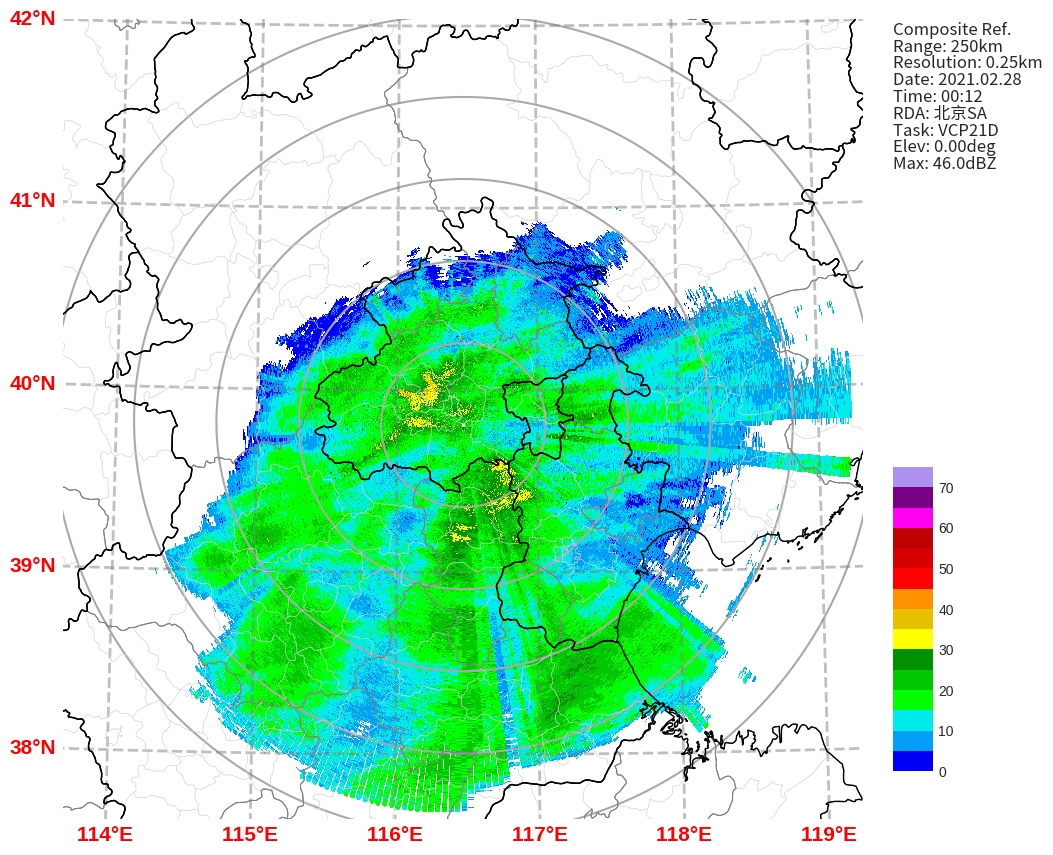 42°N
41°N
40°N
39°N
38°N
114°E
115°E
116°E
117°E
118°E
119°E
Composite Ref.
Range: 250km
Resolution: 0.25km
Date: 2021.02.28
Time: 00:12
RDA: 北京SA
Task: VCP21D
Elev: 0.00deg
Max: 46.0dBZ
70
60
50
40
30
20
10
0